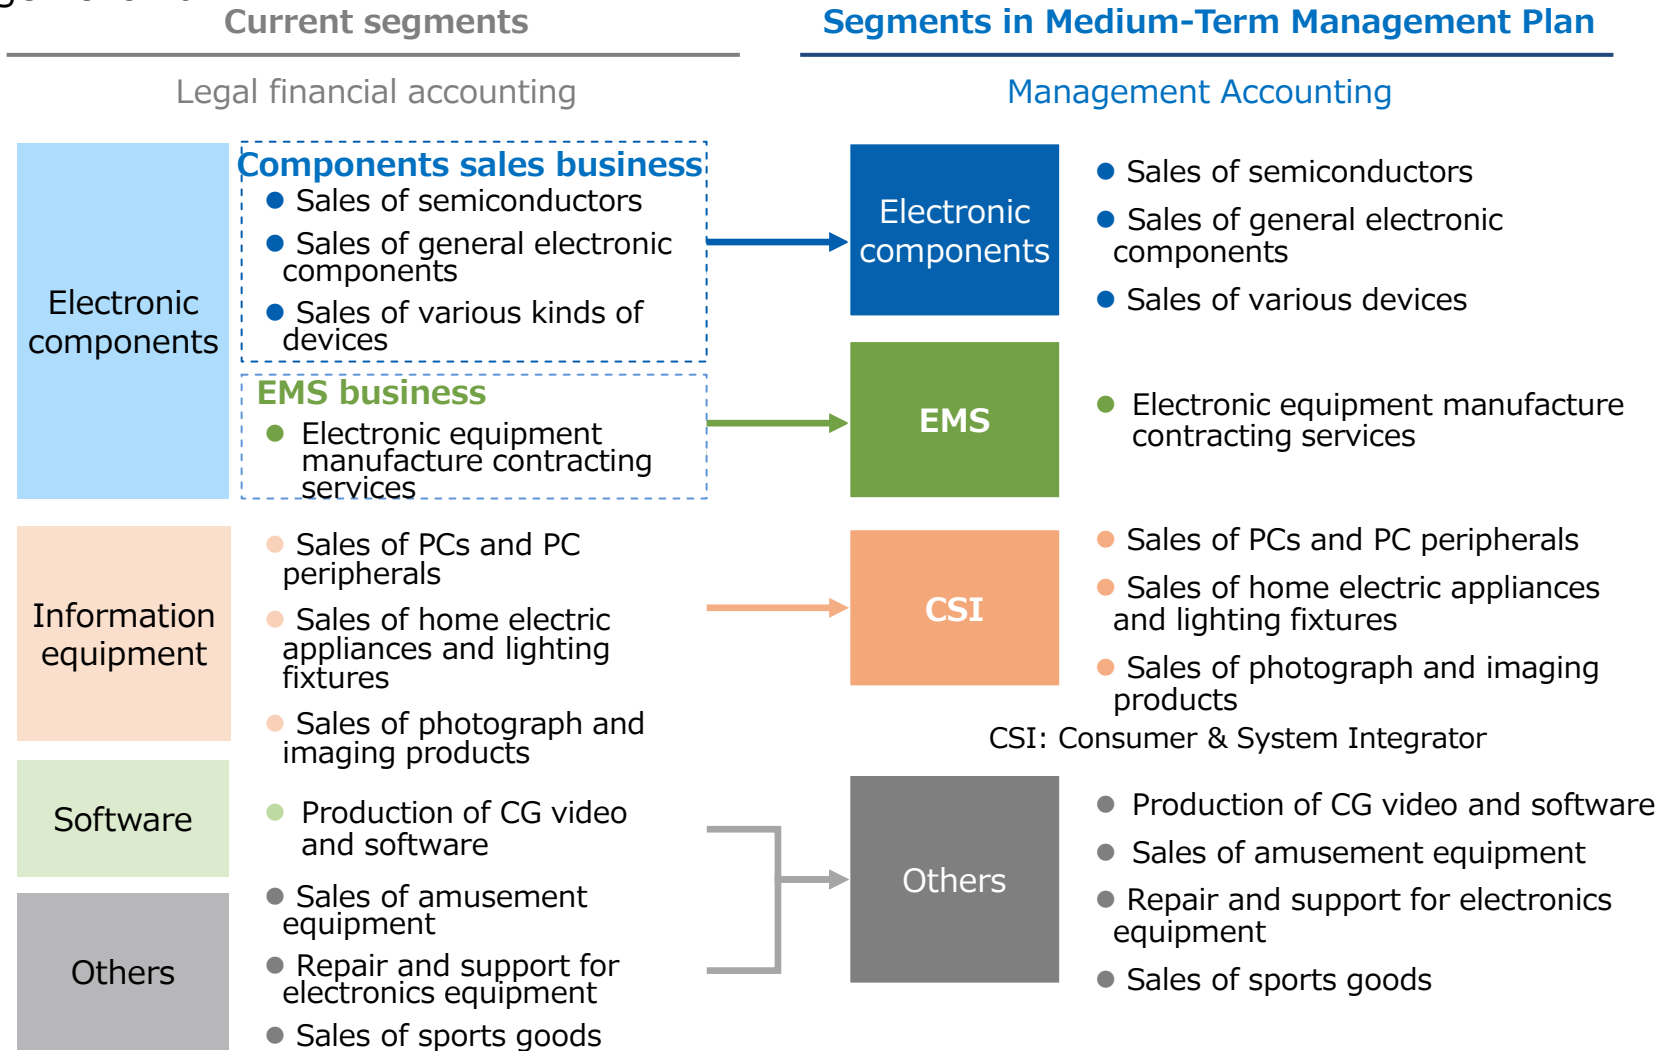 Current segments
Legal financial accounting
Electronic
components
Components sales business
● Sales of semiconductors
● Sales of general electronic
components
● Sales of various kinds of
devices
EMS business
● Electronic equipment
manufacture contracting
services
Information
equipment
● Sales of PCs and PC
peripherals
● Sales of home electric
appliances and lighting
fixtures
● Sales of photograph and
imaging products
Software
● Production of CG video
and software
Others
● Sales of amusement
equipment
● Repair and support for
electronics equipment
● Sales of sports goods
Segments in Medium-Term Management Plan
Management Accounting
Electronic
components
● Sales of semiconductors
● Sales of general electronic
components
● Sales of various devices
EMS
● Electronic equipment manufacture
contracting services
CSI
● Sales of PCs and PC peripherals
● Sales of home electric appliances
and lighting fixtures
● Sales of photograph and imaging
products
CSI: Consumer & System Integrator
Others
● Production of CG video and software
● Sales of amusement equipment
● Repair and support for electronics
equipment
● Sales of sports goods